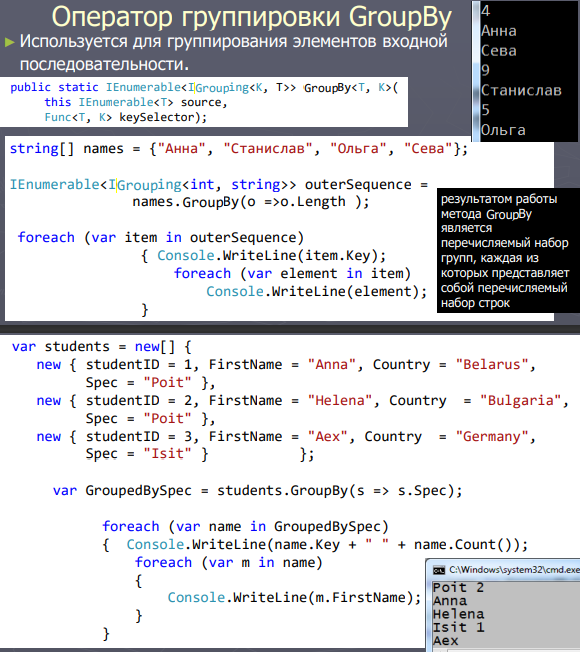 Оператор группировки GroupBy
Используется для группирования элементов входной
последовательности.
4
Анна
Сева
9
Станислав
5
Ольга
public static IEnumerable<IGrouping<K, T>> GroupBy<T, K>(
this IEnumerable<T> source,
Func<T, K> keySelector);
string[] names = {"Анна", "Станислав", "Ольга", "Сева"};
IEnumerable<IGrouping<int, string>> outerSequence =
names.GroupBy(o =>o.Length );
foreach (var item in outerSequence)
{ Console.WriteLine(item.Key);
foreach (var element in item)
Console.WriteLine(element);
}
результатом работы
метода GroupBy
является
перечисляемый набор
групп, каждая из
которых представляет
собой перечисляемый
набор строк
var students = new[] {
new { studentID = 1, FirstName = "Anna", Country = "Belarus",
Spec = "Poit" },
new { studentID = 2, FirstName = "Helena", Country  = "Bulgaria",
Spec = "Poit" },
new { studentID = 3, FirstName = "Aex", Country  = "Germany",
Spec = "Isit" } };
var GroupedBySpec = students.GroupBy(s => s.Spec);
foreach (var name in GroupedBySpec)
{ Console.WriteLine(name.Key + " " + name.Count());
foreach (var m in name)
{
Console.WriteLine(m.FirstName);
}
}
C:\Windows\system32\cmd.exe
Poit 2
Anna
Helena
Isit 1
Aex